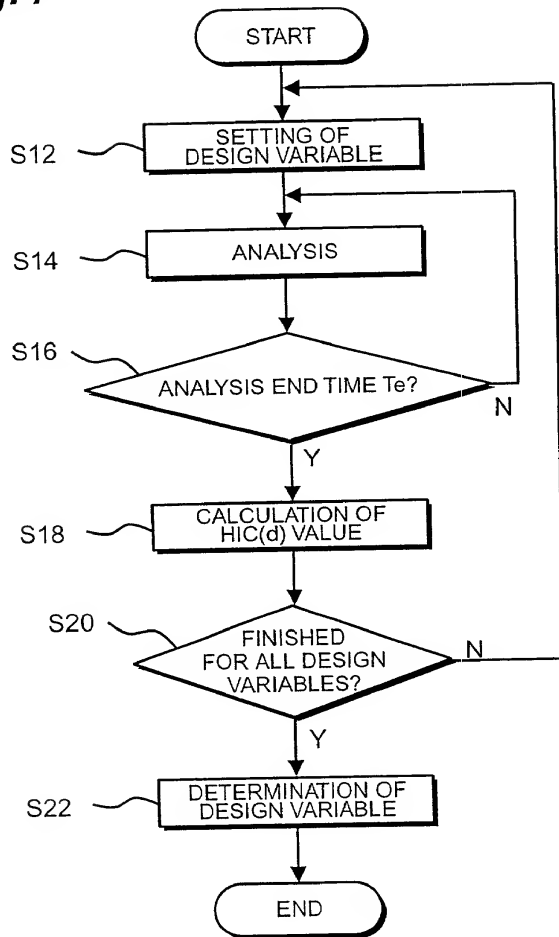 START
S12
SETTING OF
DESIGN VARIABLE
S14
ANALYSIS
S16
ANALYSIS END TIME Te?
N
Y
S18
CALCULATION OF
HIC(d) VALUE
S20
FINISHED
FOR ALL DESIGN
VARIABLES?
N
Y
S22
DETERMINATION OF
DESIGN VARIABLE
END